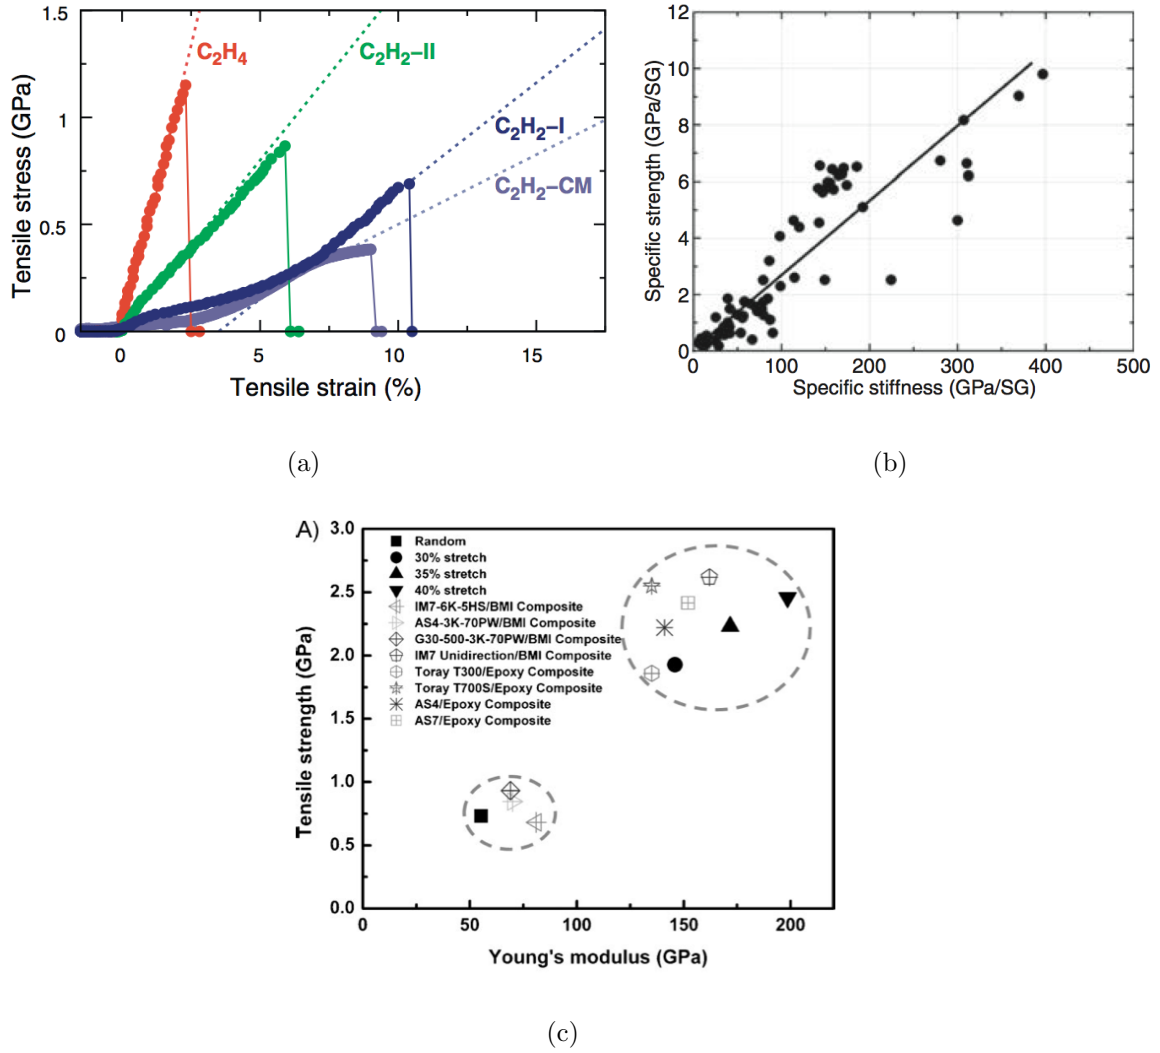 1.5
1
0.5
0
Tensile stress (GPa)
C₂H₄
C₂H₂–II
C₂H₂–I
C₂H₂–CM
0 5 10 15
Tensile strain (%)
(a)
12
10
8
6
4
2
0
Specific strength (GPa/SG)
0 100 200 300 400 500
Specific stiffness (GPa/SG)
(b)
A)
3.0
2.5
2.0
1.5
1.0
0.5
0.0
Tensile strength (GPa)
Random
30% stretch
35% stretch
40% stretch
IM7-6K-5HS/BMI Composite
AS4-3K-70PW/BMI Composite
G30-500-3K-70PW/BMI Composite
IM7 Unidirection/BMI Composite
Toray T300/Epoxy Composite
Toray T700S/Epoxy Composite
AS4/Epoxy Composite
AS7/Epoxy Composite
0 50 100 150 200
Young's modulus (GPa)
(c)